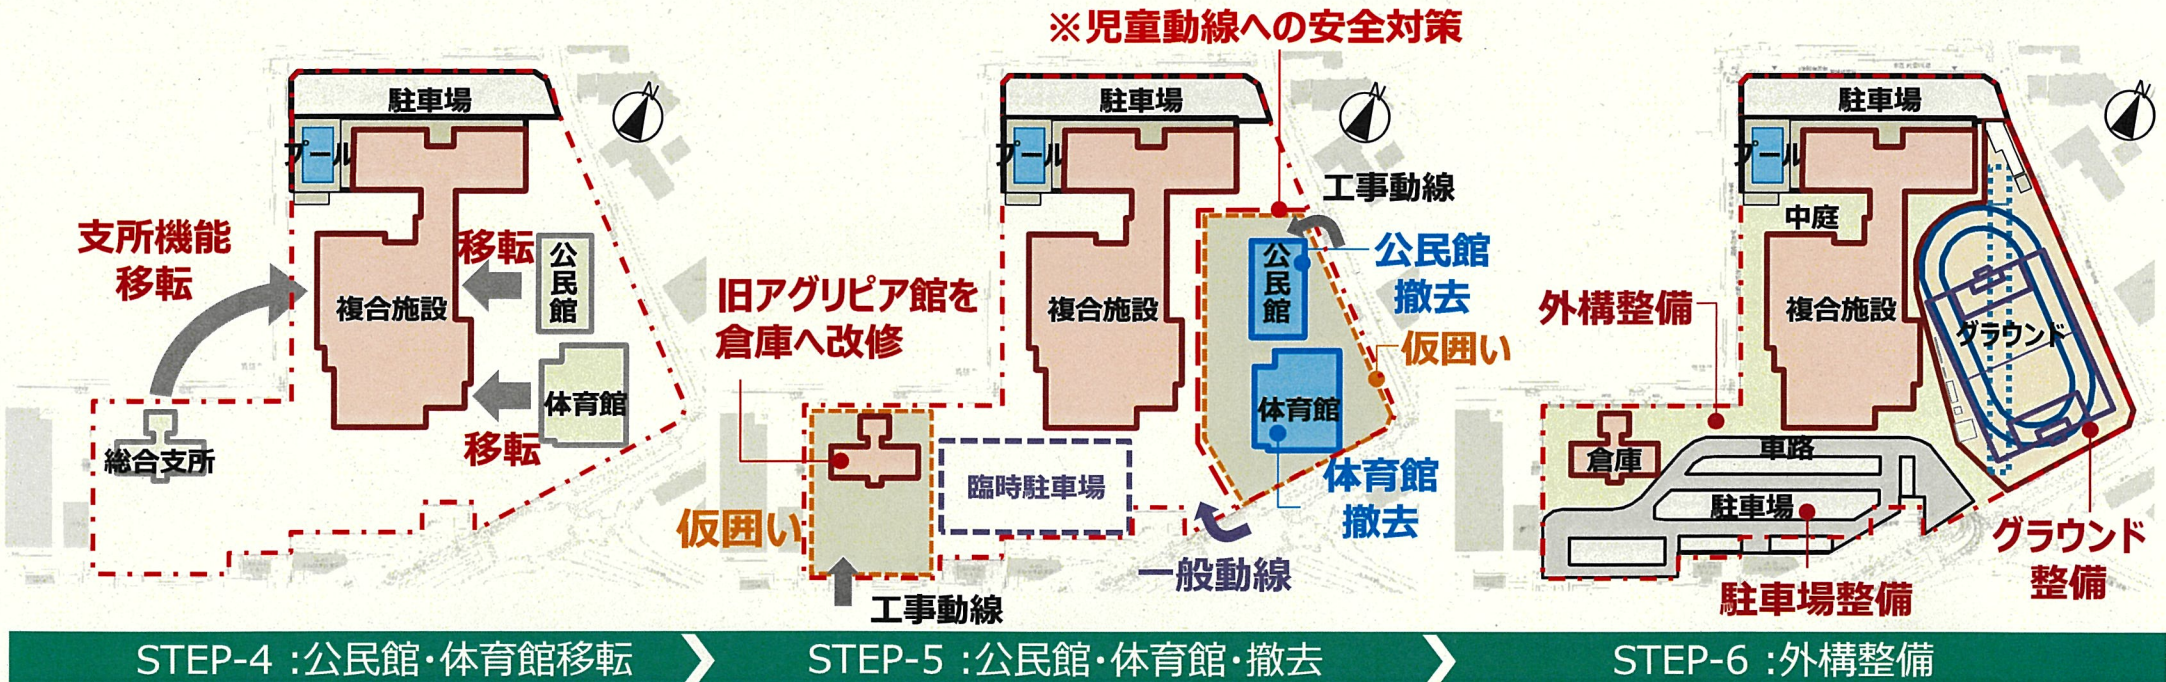 ※児童動線への安全対策
駐車場
N
プール
支所機能
移転
移転
公民館
複合施設
体育館
移転
総合支所
駐車場
N
プール
工事動線
公民館
公民館
撤去
旧アグリピア館を
倉庫へ改修
複合施設
仮囲い
体育館
臨時駐車場
体育館
撤去
仮囲い
一般動線
工事動線
駐車場
N
プール
中庭
外構整備
複合施設
グラウンド
倉庫
車路
駐車場
グラウンド
整備
駐車場整備
STEP-4 :公民館・体育館移転
STEP-5 :公民館・体育館・撤去
STEP-6 :外構整備